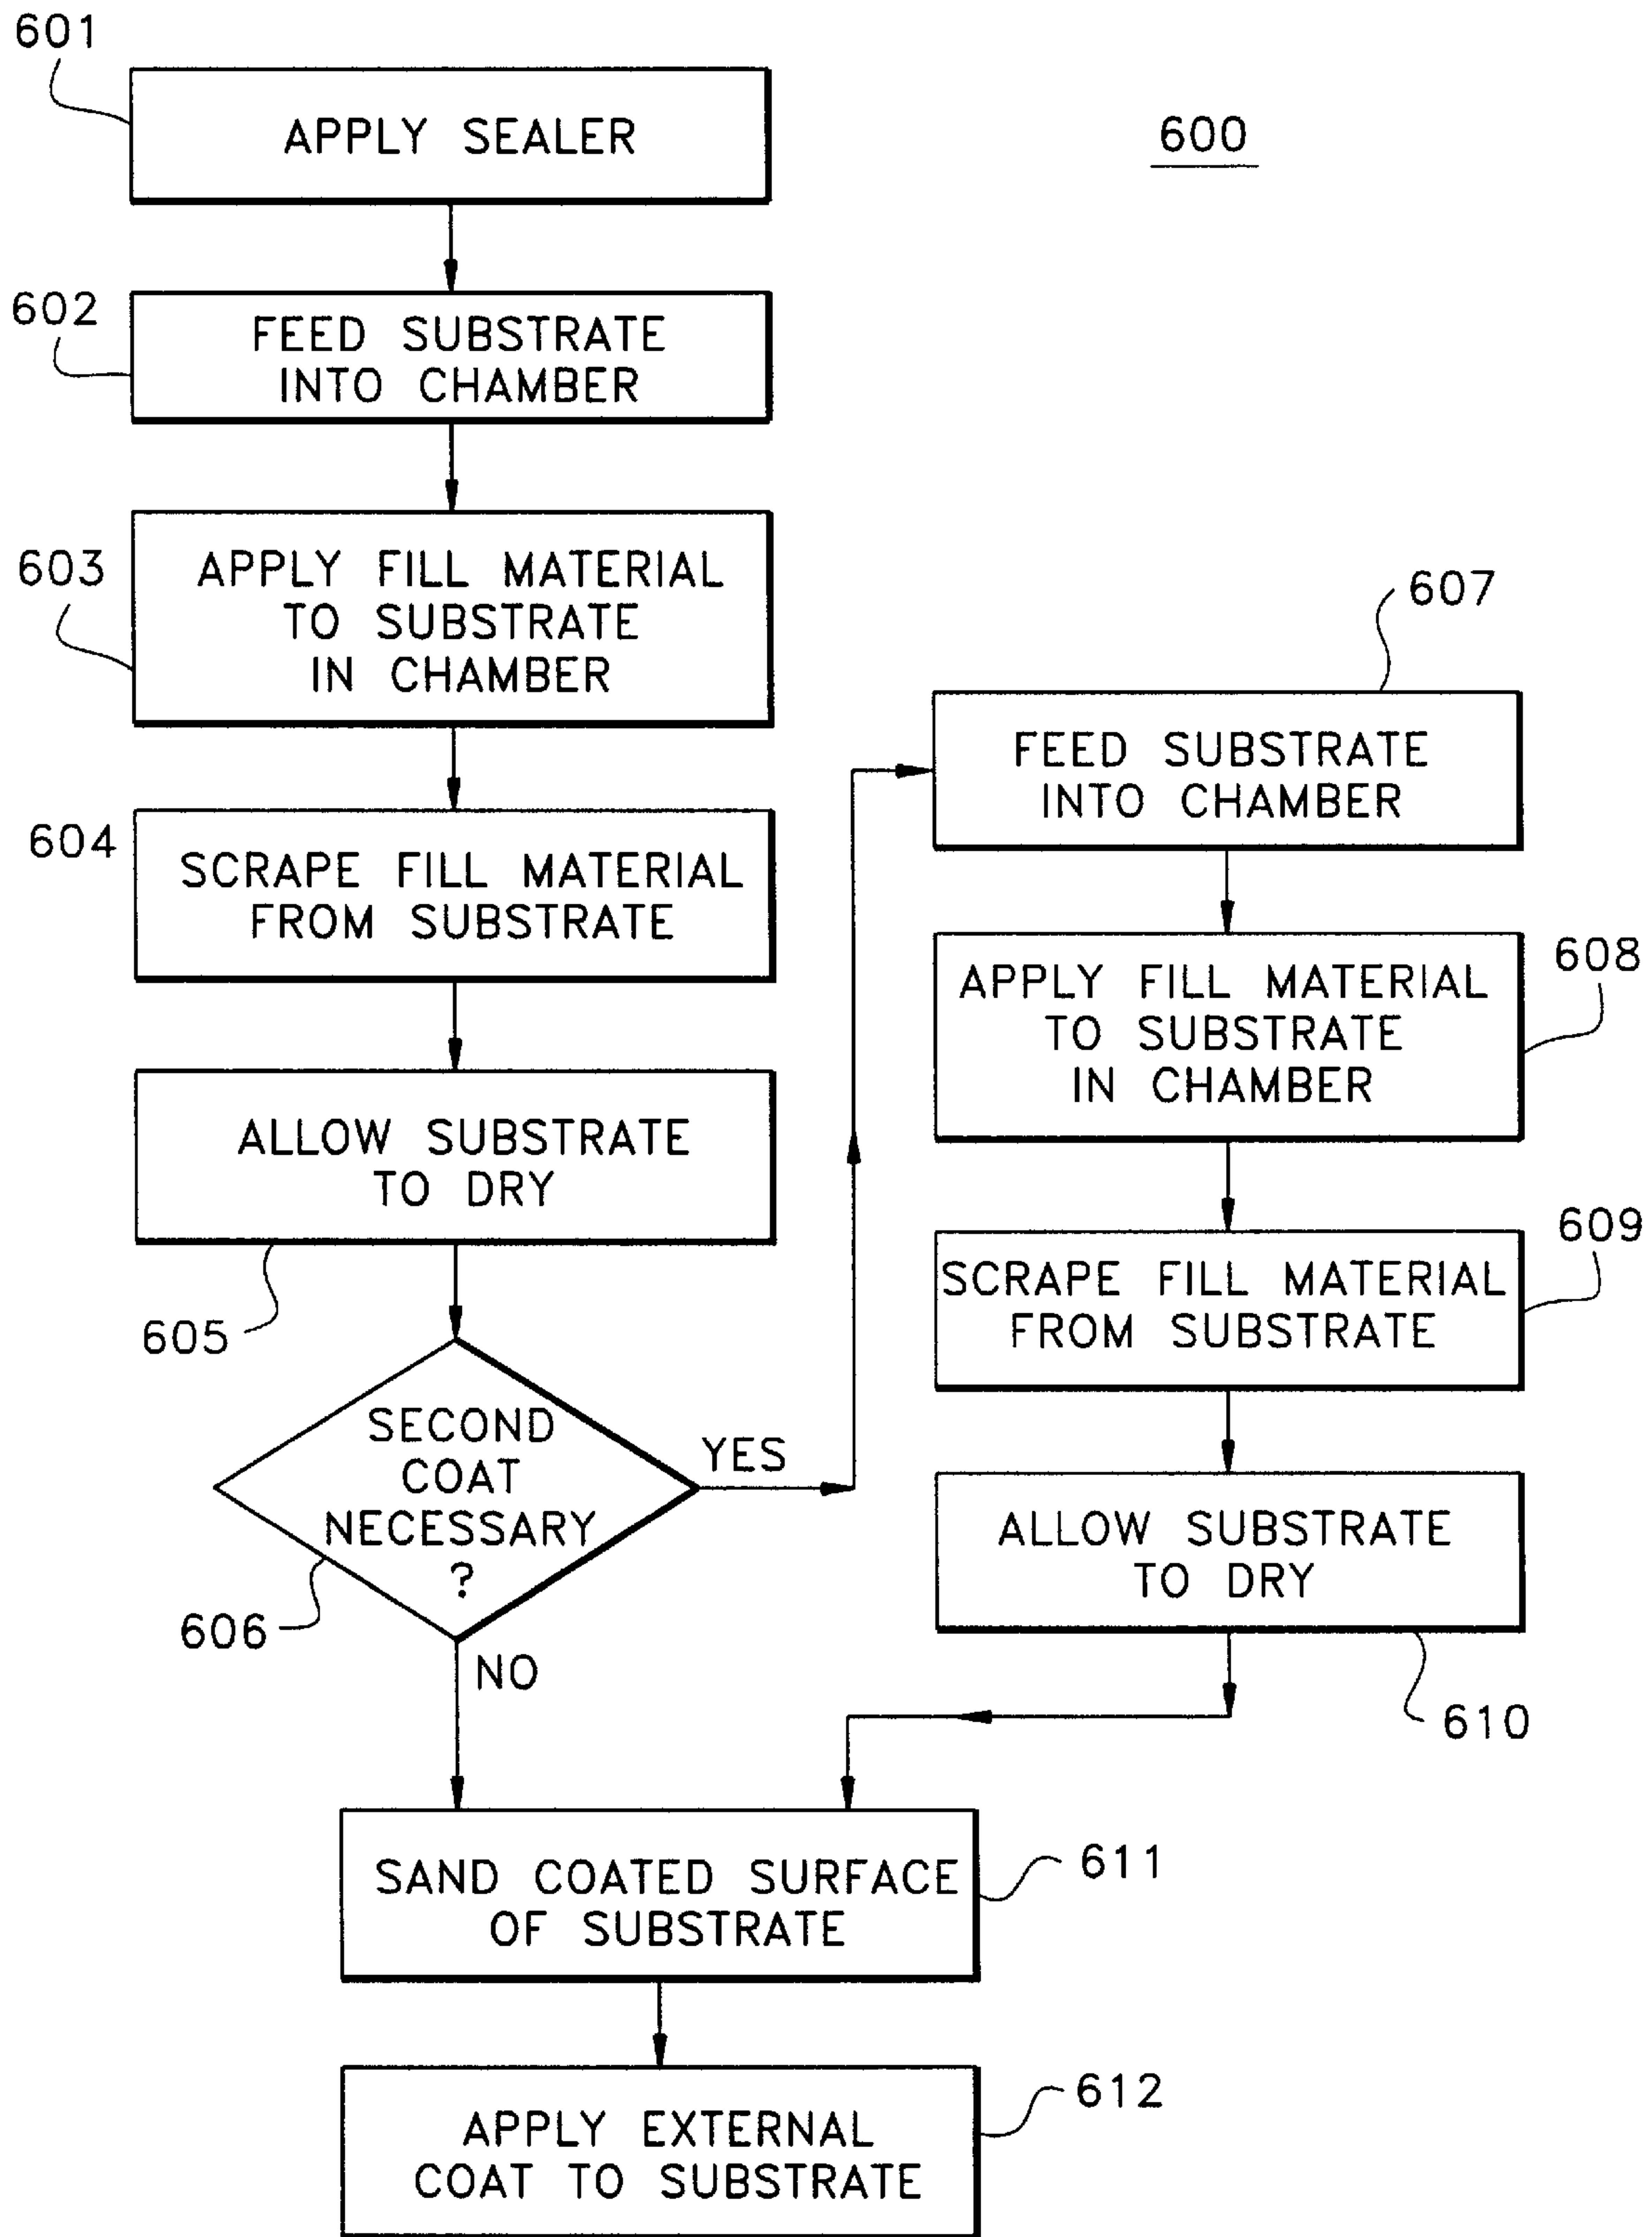 601
APPLY SEALER
600
602
FEED SUBSTRATE
INTO CHAMBER
603
APPLY FILL MATERIAL
TO SUBSTRATE
IN CHAMBER
604
SCRAPE FILL MATERIAL
FROM SUBSTRATE
ALLOW SUBSTRATE
TO DRY
605
SECOND
COAT
NECESSARY
?
606
YES
NO
607
FEED SUBSTRATE
INTO CHAMBER
608
APPLY FILL MATERIAL
TO SUBSTRATE
IN CHAMBER
609
SCRAPE FILL MATERIAL
FROM SUBSTRATE
ALLOW SUBSTRATE
TO DRY
610
SAND COATED SURFACE
OF SUBSTRATE
611
APPLY EXTERNAL
COAT TO SUBSTRATE
612